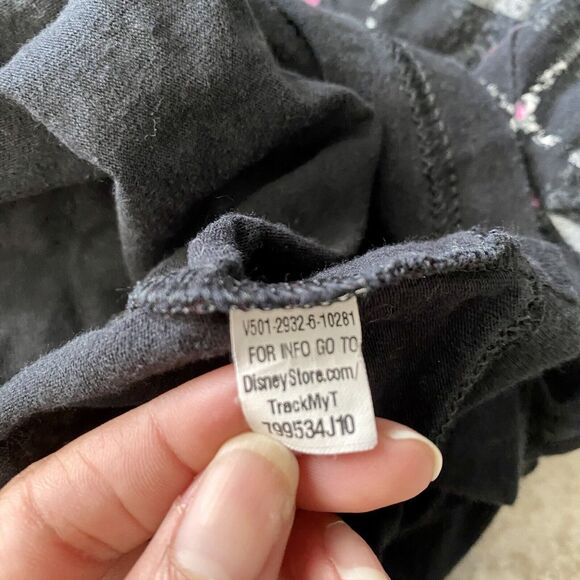 V501-2932-6-10281
FOR INFO GO TO
DisneyStore.com/
TrackMyT
799534J10